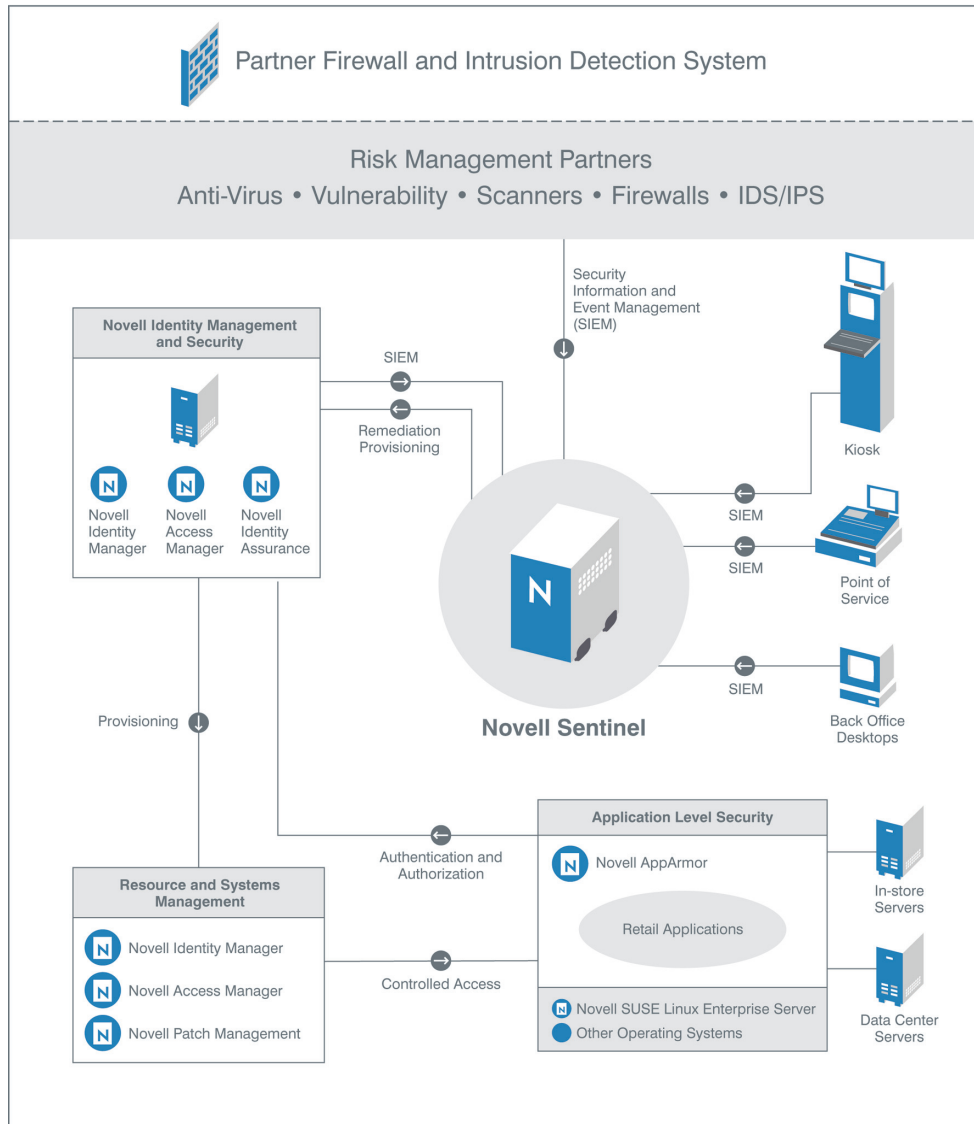 Partner Firewall and Intrusion Detection System
Risk Management Partners
Anti-Virus • Vulnerability • Scanners • Firewalls • IDS/IPS
Security
Information and
Event Management
(SIEM)
Novell Identity Management
and Security
Novell
Identity
Manager
Novell
Access
Manager
Novell
Identity
Assurance
SIEM
Remediation
Provisioning
Kiosk
SIEM
SIEM
Point of
Service
N
Novell Sentinel
SIEM
Back Office
Desktops
Provisioning
Authentication and
Authorization
Application Level Security
N Novell AppArmor
Retail Applications
N Novell SUSE Linux Enterprise Server
Other Operating Systems
In-store
Servers
Data Center
Servers
Resource and Systems
Management
N Novell Identity Manager
N Novell Access Manager
N Novell Patch Management
Controlled Access